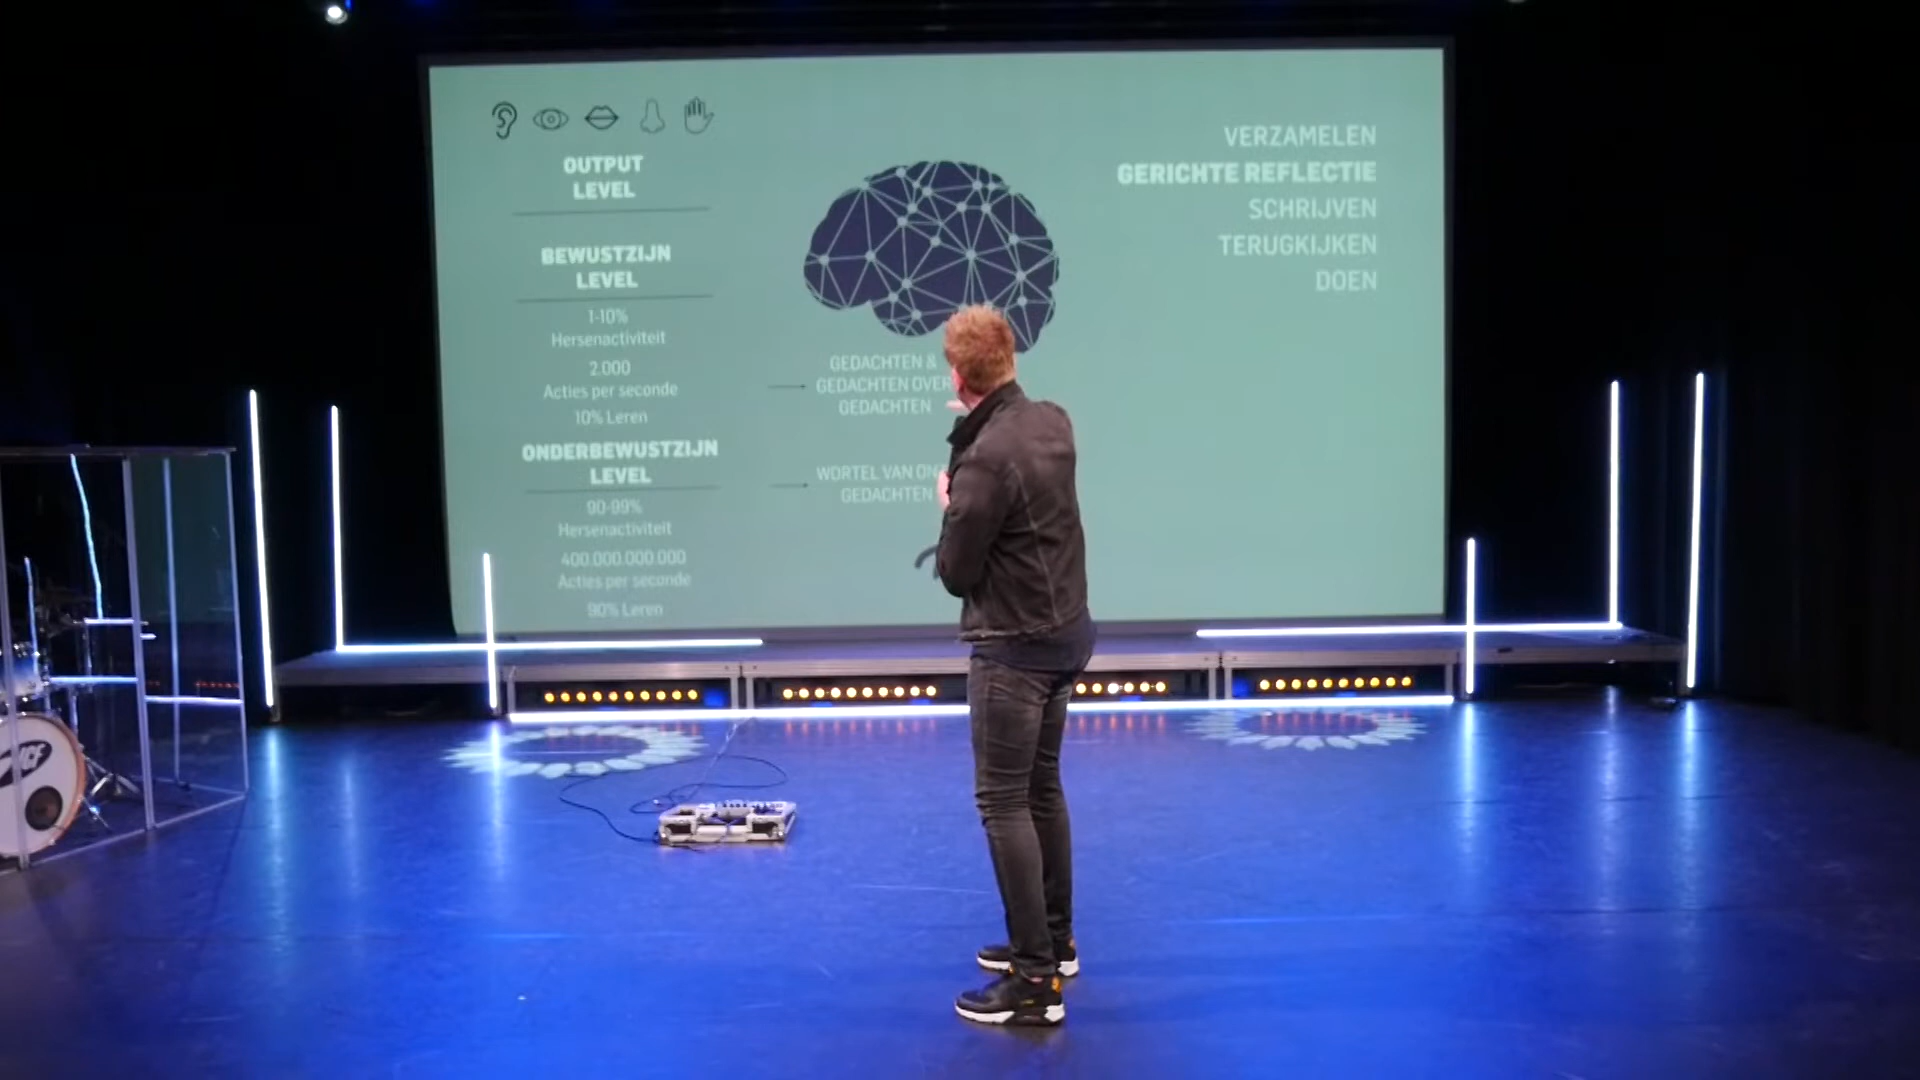 OUTPUT
LEVEL
BEWUSTZIJN
LEVEL
1-10%
Hersenactiviteit
2.000
Acties per seconde
10% Leren
ONDERBEWUSTZIJN
LEVEL
90-99%
Hersenactiviteit
400.000.000.000
Acties per seconde
90% Leren
GEDACHTEN &
GEDACHTEN OVER
GEDACHTEN
WORTEL VAN
GEDACHTEN
VERZAMELEN
GERICHTE REFLECTIE
SCHRIJVEN
TERUGKIJKEN
DOEN